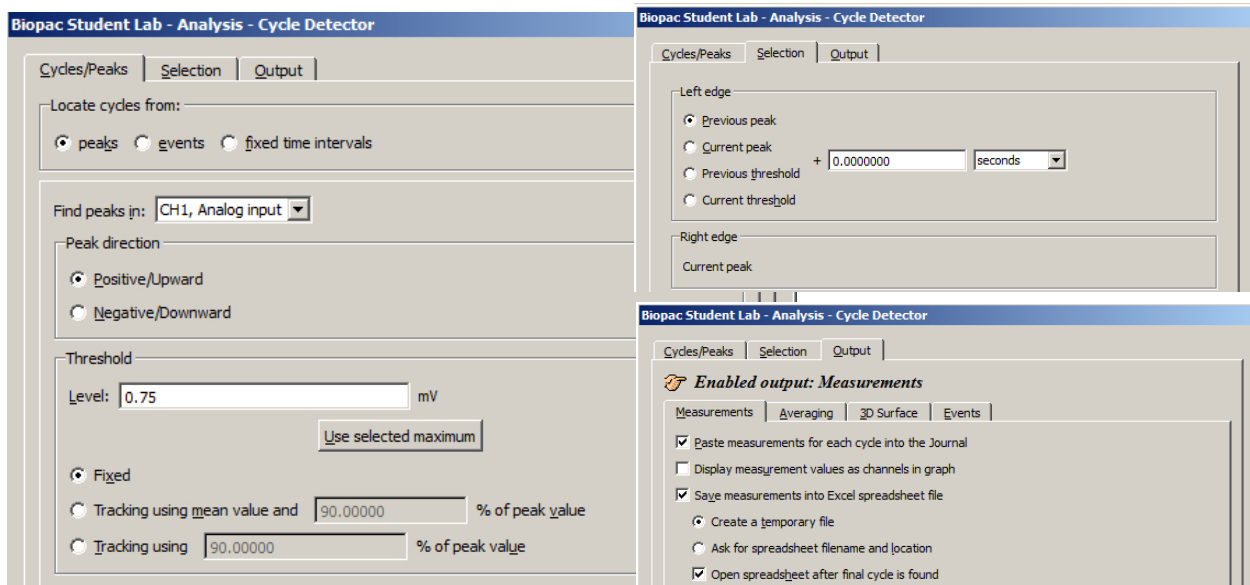 Biopac Student Lab - Analysis - Cycle Detector
Cycles/Peaks Selection Output
Locate cycles from:
peaks events fixed time intervals
Find peaks in: CH1, Analog input
Peak direction
Positive/Upward
Negative/Downward
Threshold
Level: 0.75 mV
Use selected maximum
Fixed
Tracking using mean value and 90.00000 % of peak value
Tracking using 90.00000 % of peak value
Biopac Student Lab - Analysis - Cycle Detector
Cycles/Peaks Selection Output
Left edge
Previous peak
Current peak
+ 0.0000000 seconds
Previous threshold
Current threshold
Right edge
Current peak
Biopac Student Lab - Analysis - Cycle Detector
Cycles/Peaks Selection Output
Enabled output: Measurements
Measurements Averaging 3D Surface Events
Paste measurements for each cycle into the Journal
Display measurement values as channels in graph
Save measurements into Excel spreadsheet file
Create a temporary file
Ask for spreadsheet filename and location
Open spreadsheet after final cycle is found